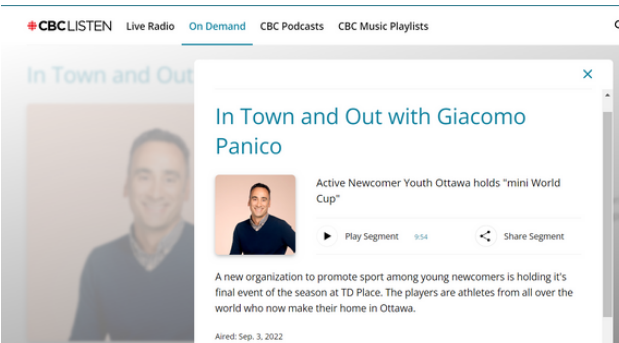 CBC LISTEN Live Radio On Demand CBC Podcasts CBC Music Playlists
In Town and Out
In Town and Out with Giacomo
Panico
Active Newcomer Youth Ottawa holds "mini World
Cup"
Play Segment 9:54 Share Segment
A new organization to promote sport among young newcomers is holding it's
final event of the season at TD Place. The players are athletes from all over the
world who now make their home in Ottawa.
Aired: Sep. 3, 2022